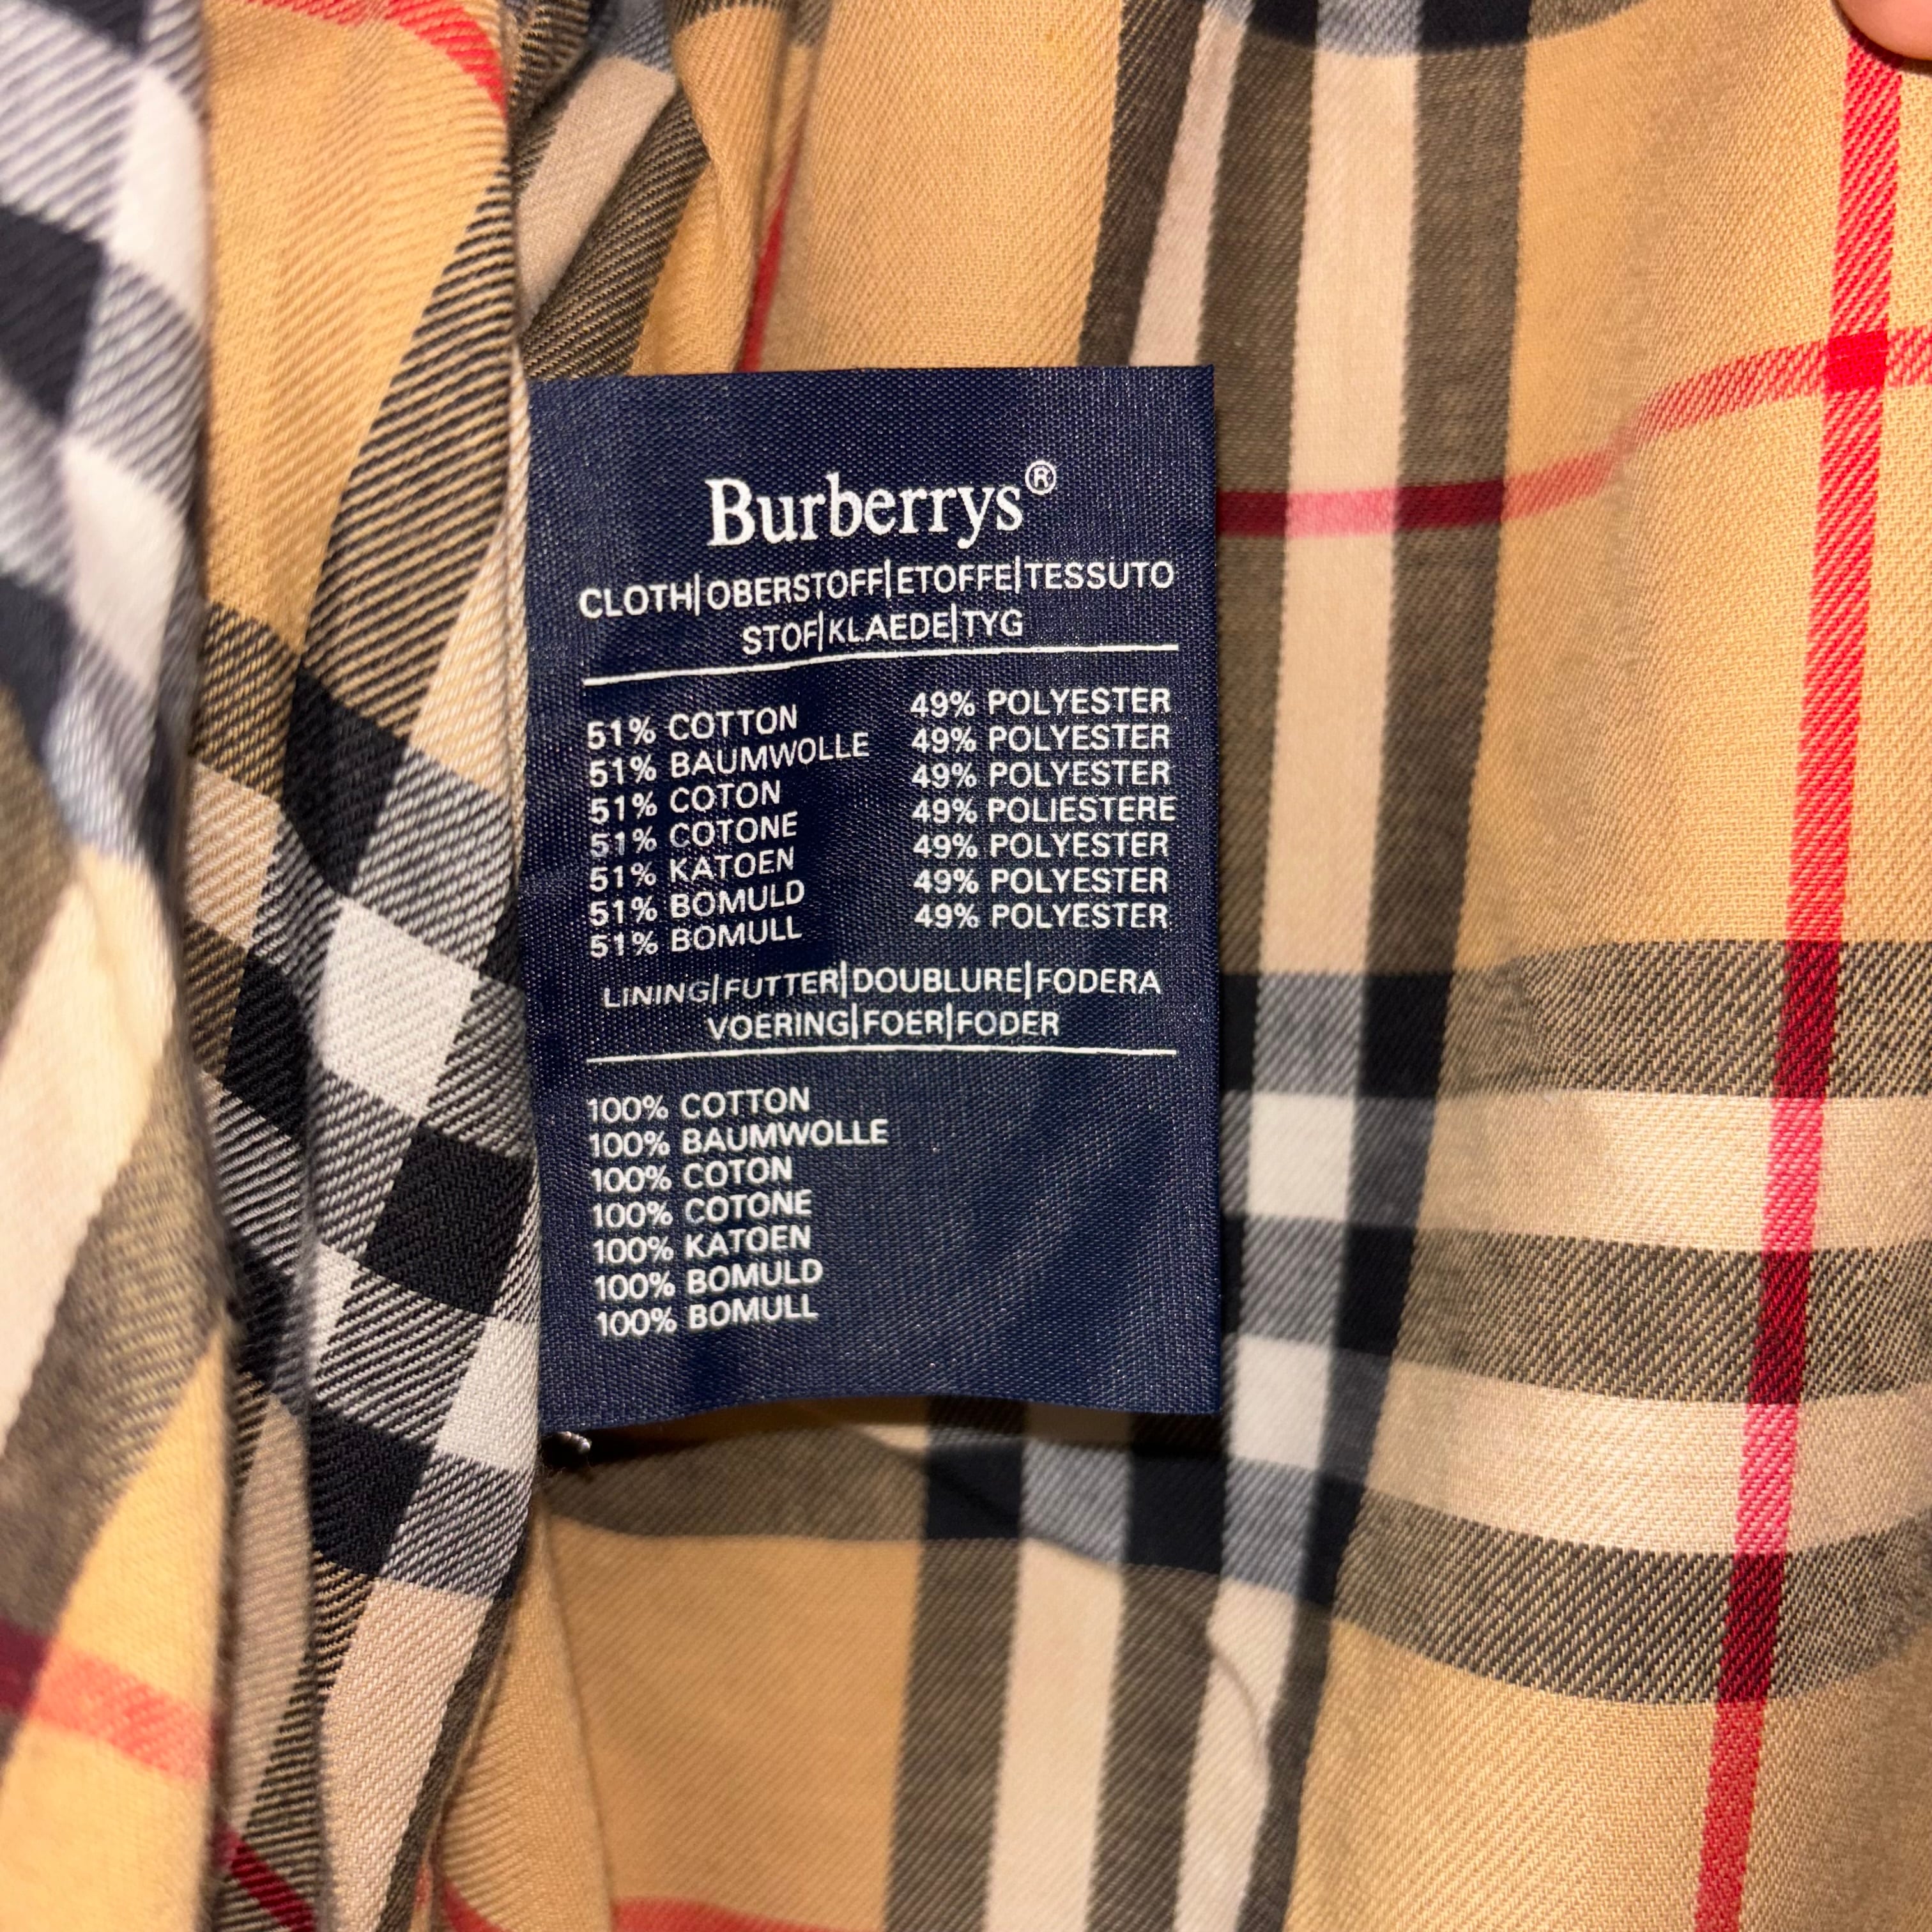 Burberrys®
CLOTH|OBERSTOFF|ETOFFE|TESSUTO
STOF|KLAEDE|TYG
51% COTTON 49% POLYESTER
51% BAUMWOLLE 49% POLYESTER
51% COTON 49% POLYESTER
51% COTONE 49% POLIESTERE
51% KATOEN 49% POLYESTER
51% BOMULD 49% POLYESTER
51% BOMULL 49% POLYESTER
LINING|FUTTER|DOUBLURE|FODERA
VOERING|FOER|FODER
100% COTTON
100% BAUMWOLLE
100% COTON
100% COTONE
100% KATOEN
100% BOMULD
100% BOMULL